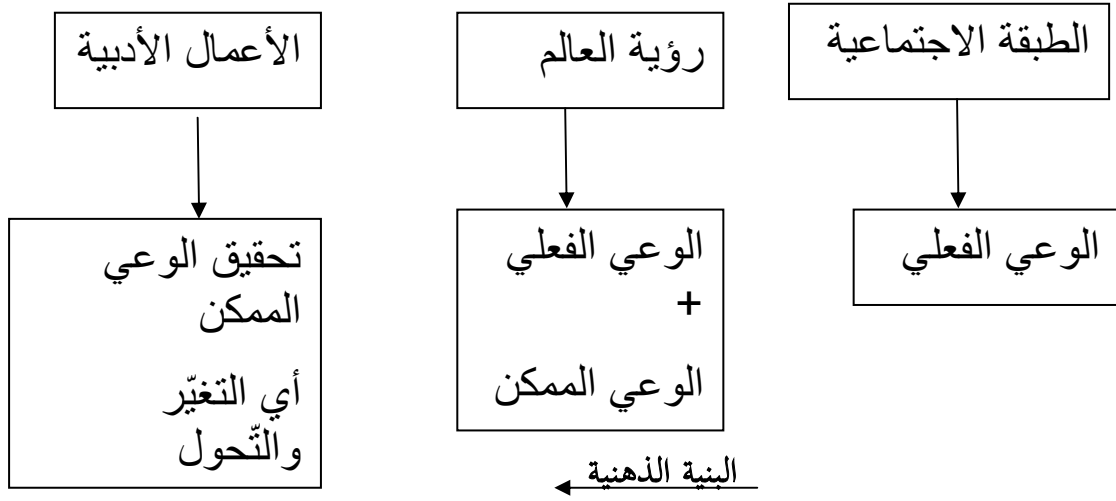 الطبقة الاجتماعية
رؤية العالم
الأعمال الأدبية
الوعي الفعلي
الوعي الفعلي
+
الوعي الممكن
تحقيق الوعي
الممكن
أي التغيّر
والتّحول
البنية الذهنية